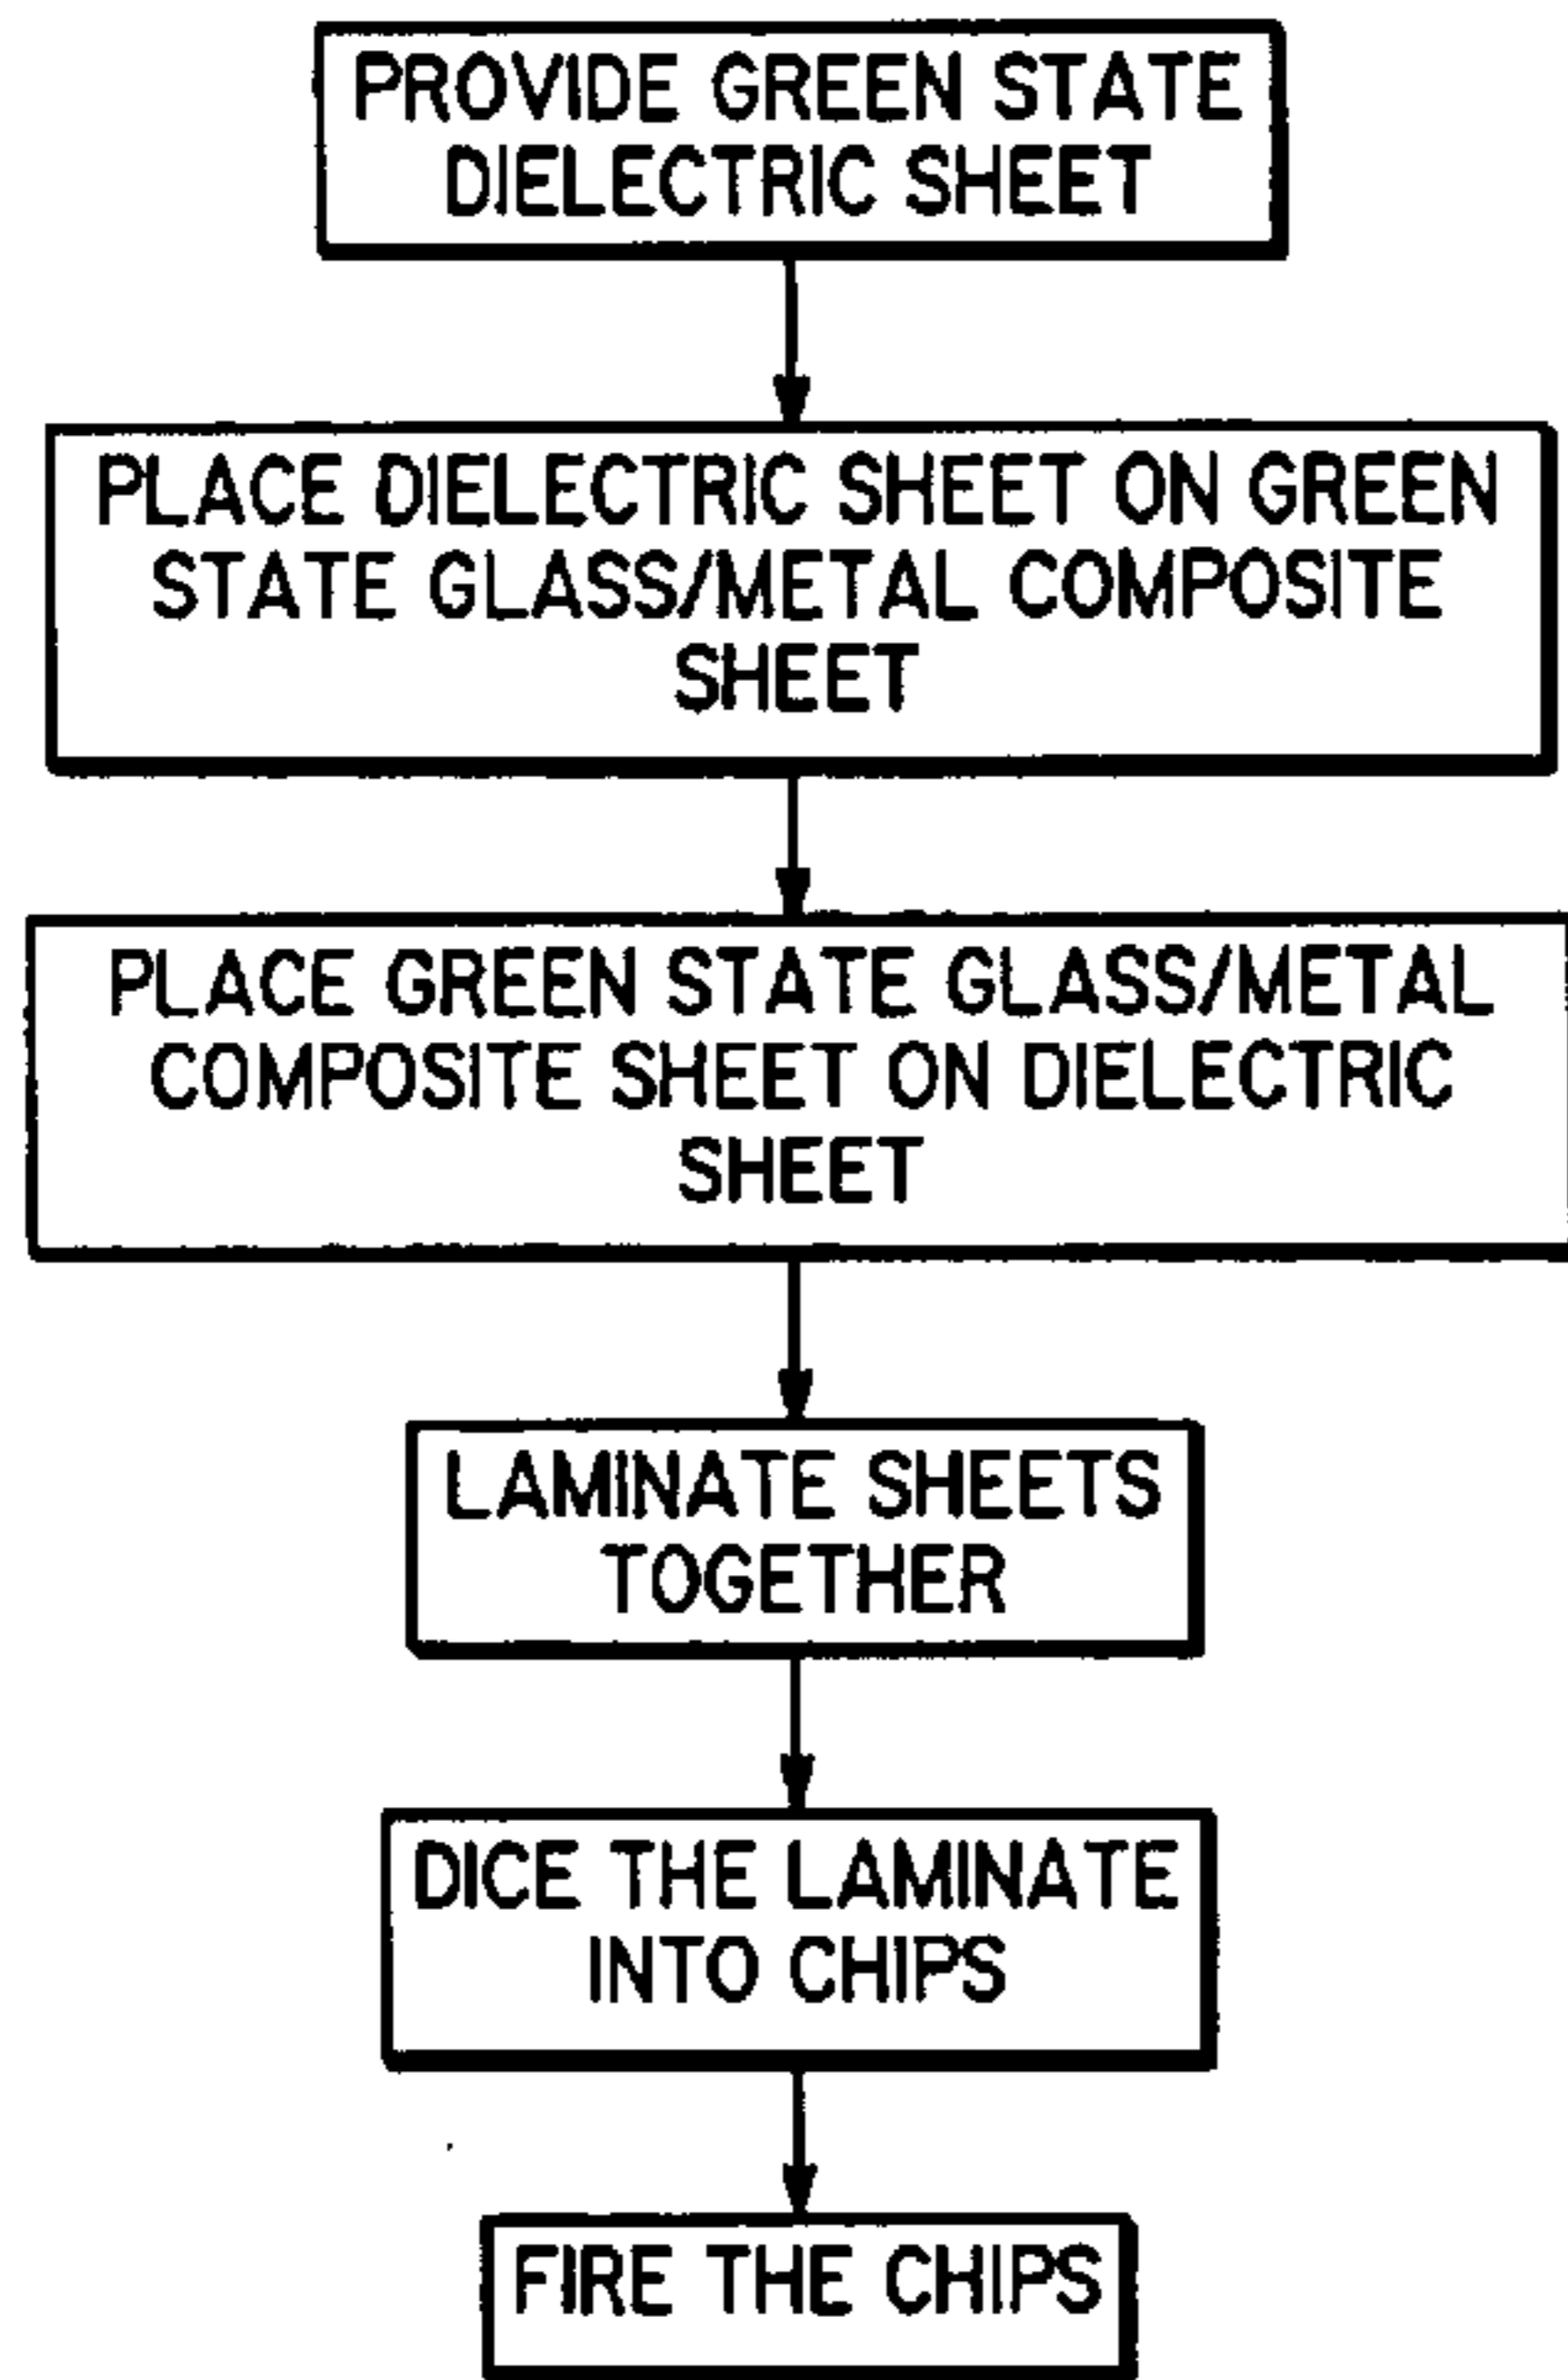 PROVIDE GREEN STATE
DIELECTRIC SHEET
PLACE DIELECTRIC SHEET ON GREEN
STATE GLASS/METAL COMPOSITE
SHEET
PLACE GREEN STATE GLASS/METAL
COMPOSITE SHEET ON DIELECTRIC
SHEET
LAMINATE SHEETS
TOGETHER
DICE THE LAMINATE
INTO CHIPS
FIRE THE CHIPS